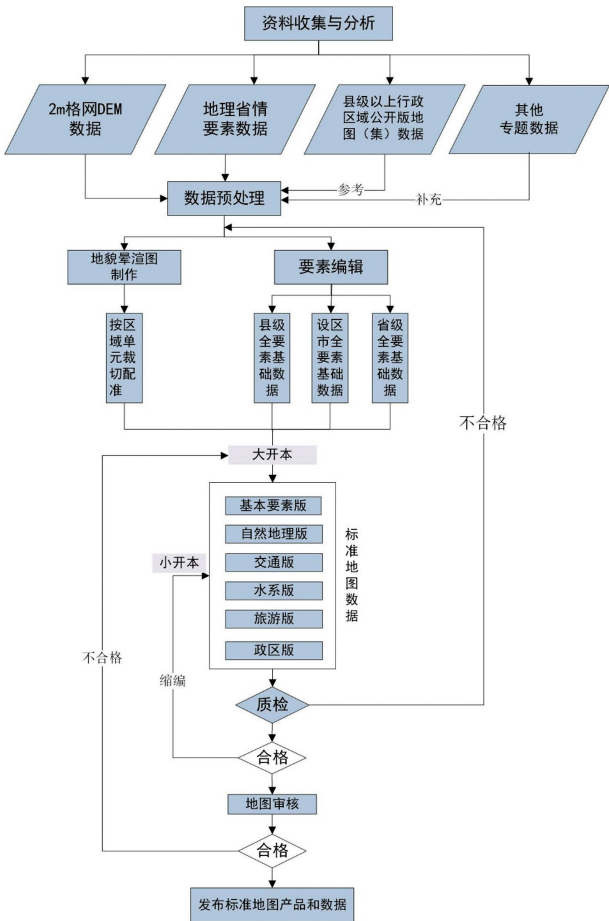 资料收集与分析
2m格网DEM
数据
地理省情
要素数据
县级以上行政
区域公开版地
图（集）数据
其他
专题数据
数据预处理
参考
补充
地貌晕渲图
制作
要素编辑
按区
域单
元裁
切配
准
县级
全要
素基
础数
据
设区
市全
要素
基础
数据
省级
全要
素基
础数
据
不合格
大开本
基本要素版
自然地理版
交通版
水系版
旅游版
政区版
标
准
地
图
数
据
小开本
不合格
缩编
质检
合格
地图审核
合格
发布标准地图产品和数据